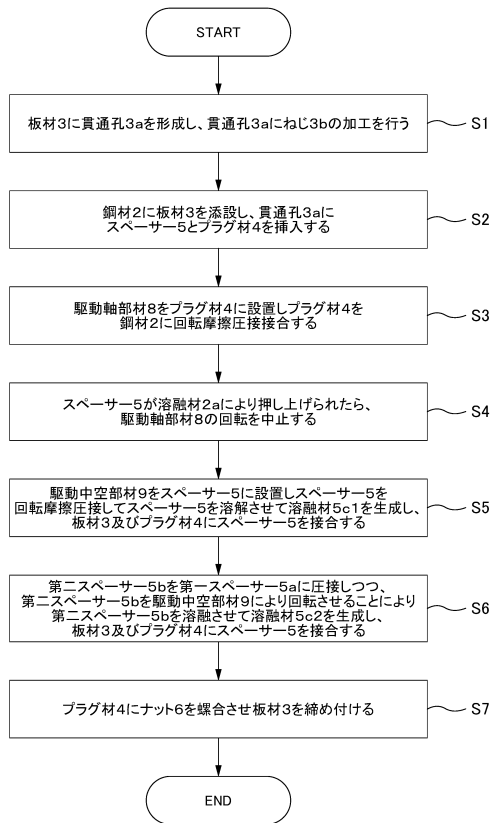 START
板材3に貫通孔3aを形成し、貫通孔3aにねじ3bの加工を行う
S1
鋼材2に板材3を添設し、貫通孔3aに
スペーサー5とプラグ材4を挿入する
S2
駆動軸部材8をプラグ材4に設置しプラグ材4を
鋼材2に回転摩擦圧接接合する
S3
スペーサー5が溶融材2aにより押し上げられたら、
駆動軸部材8の回転を中止する
S4
駆動中空部材9をスペーサー5に設置しスペーサー5を
回転摩擦圧接してスペーサー5を溶解させて溶融材5c1を生成し、
板材3及びプラグ材4にスペーサー5を接合する
S5
第二スペーサー5bを第一スペーサー5aに圧接しつつ、
第二スペーサー5bを駆動中空部材9により回転させることにより
第二スペーサー5bを溶融させて溶融材5c2を生成し、
板材3及びプラグ材4にスペーサー5を接合する
S6
プラグ材4にナット6を螺合させ板材3を締め付ける
S7
END